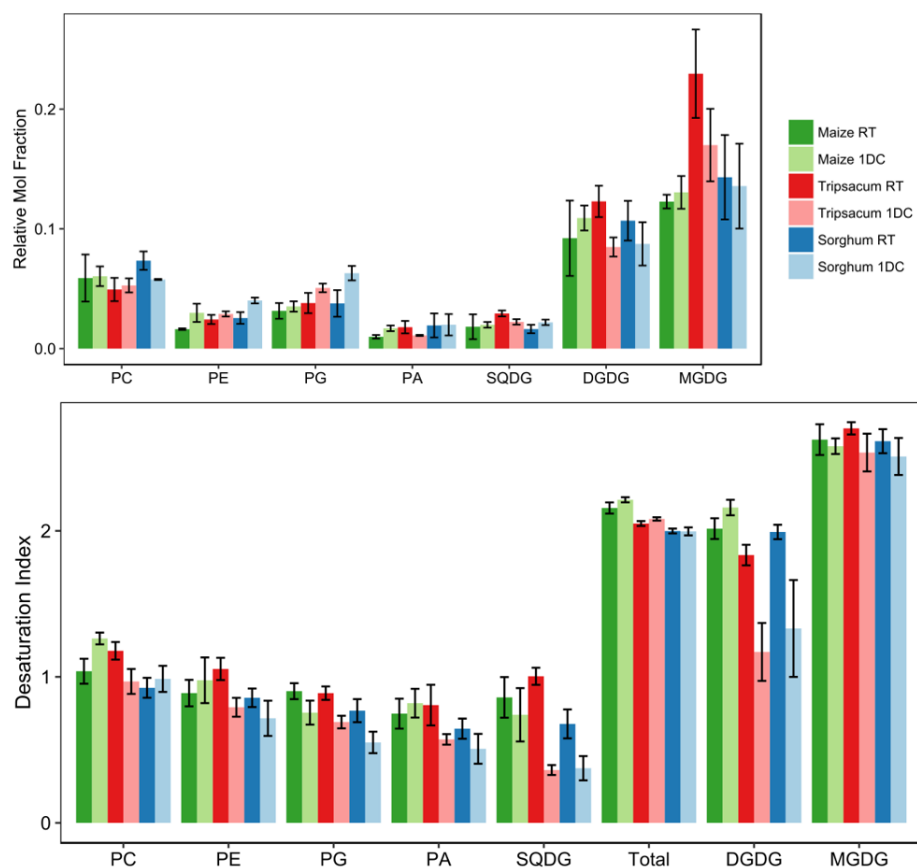 Relative Mol Fraction
0.2
0.1
0.0
PC PE PG PA SQDG DGDG MGDG
Maize RT
Maize 1DC
Tripsacum RT
Tripsacum 1DC
Sorghum RT
Sorghum 1DC
Desaturation Index
2
1
0
PC PE PG PA SQDG Total DGDG MGDG